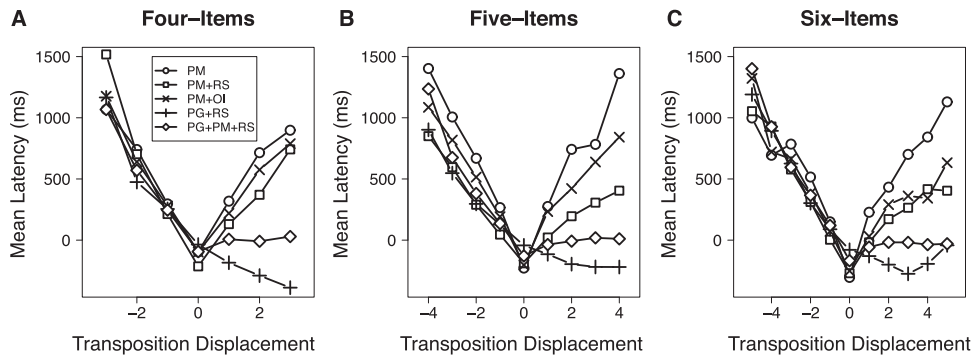 A Four–Items
B Five–Items
C Six–Items
Mean Latency (ms)
1500
1000
500
0
PM
PM+RS
PM+OI
PG+RS
PG+PM+RS
−2 0 2
Transposition Displacement
Mean Latency (ms)
1500
1000
500
0
−4 −2 0 2 4
Transposition Displacement
Mean Latency (ms)
1500
1000
500
0
−4 −2 0 2 4
Transposition Displacement